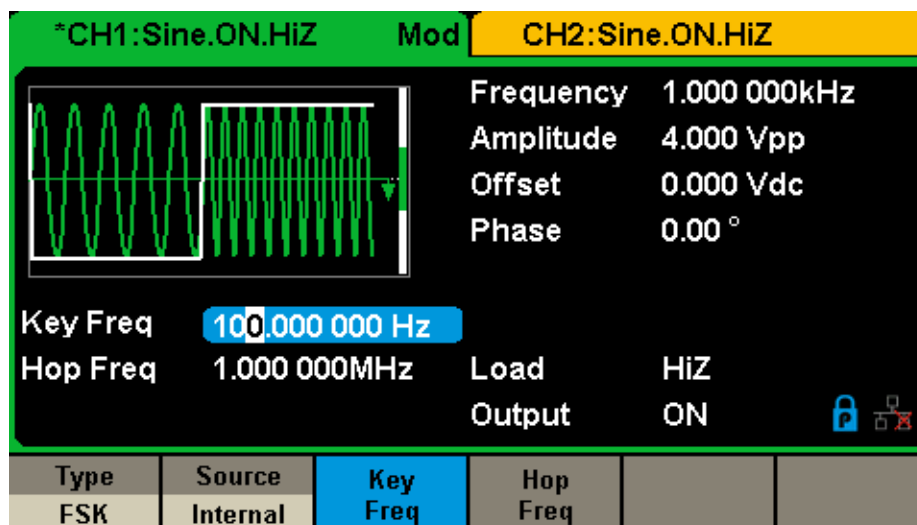 *CH1:Sine.ON.HiZ Mod CH2:Sine.ON.HiZ
Frequency 1.000 000kHz
Amplitude 4.000 Vpp
Offset 0.000 Vdc
Phase 0.00 °
Key Freq 100.000 000 Hz
Hop Freq 1.000 000MHz Load HiZ
Output ON P
Type Source Key Hop
FSK Internal Freq Freq